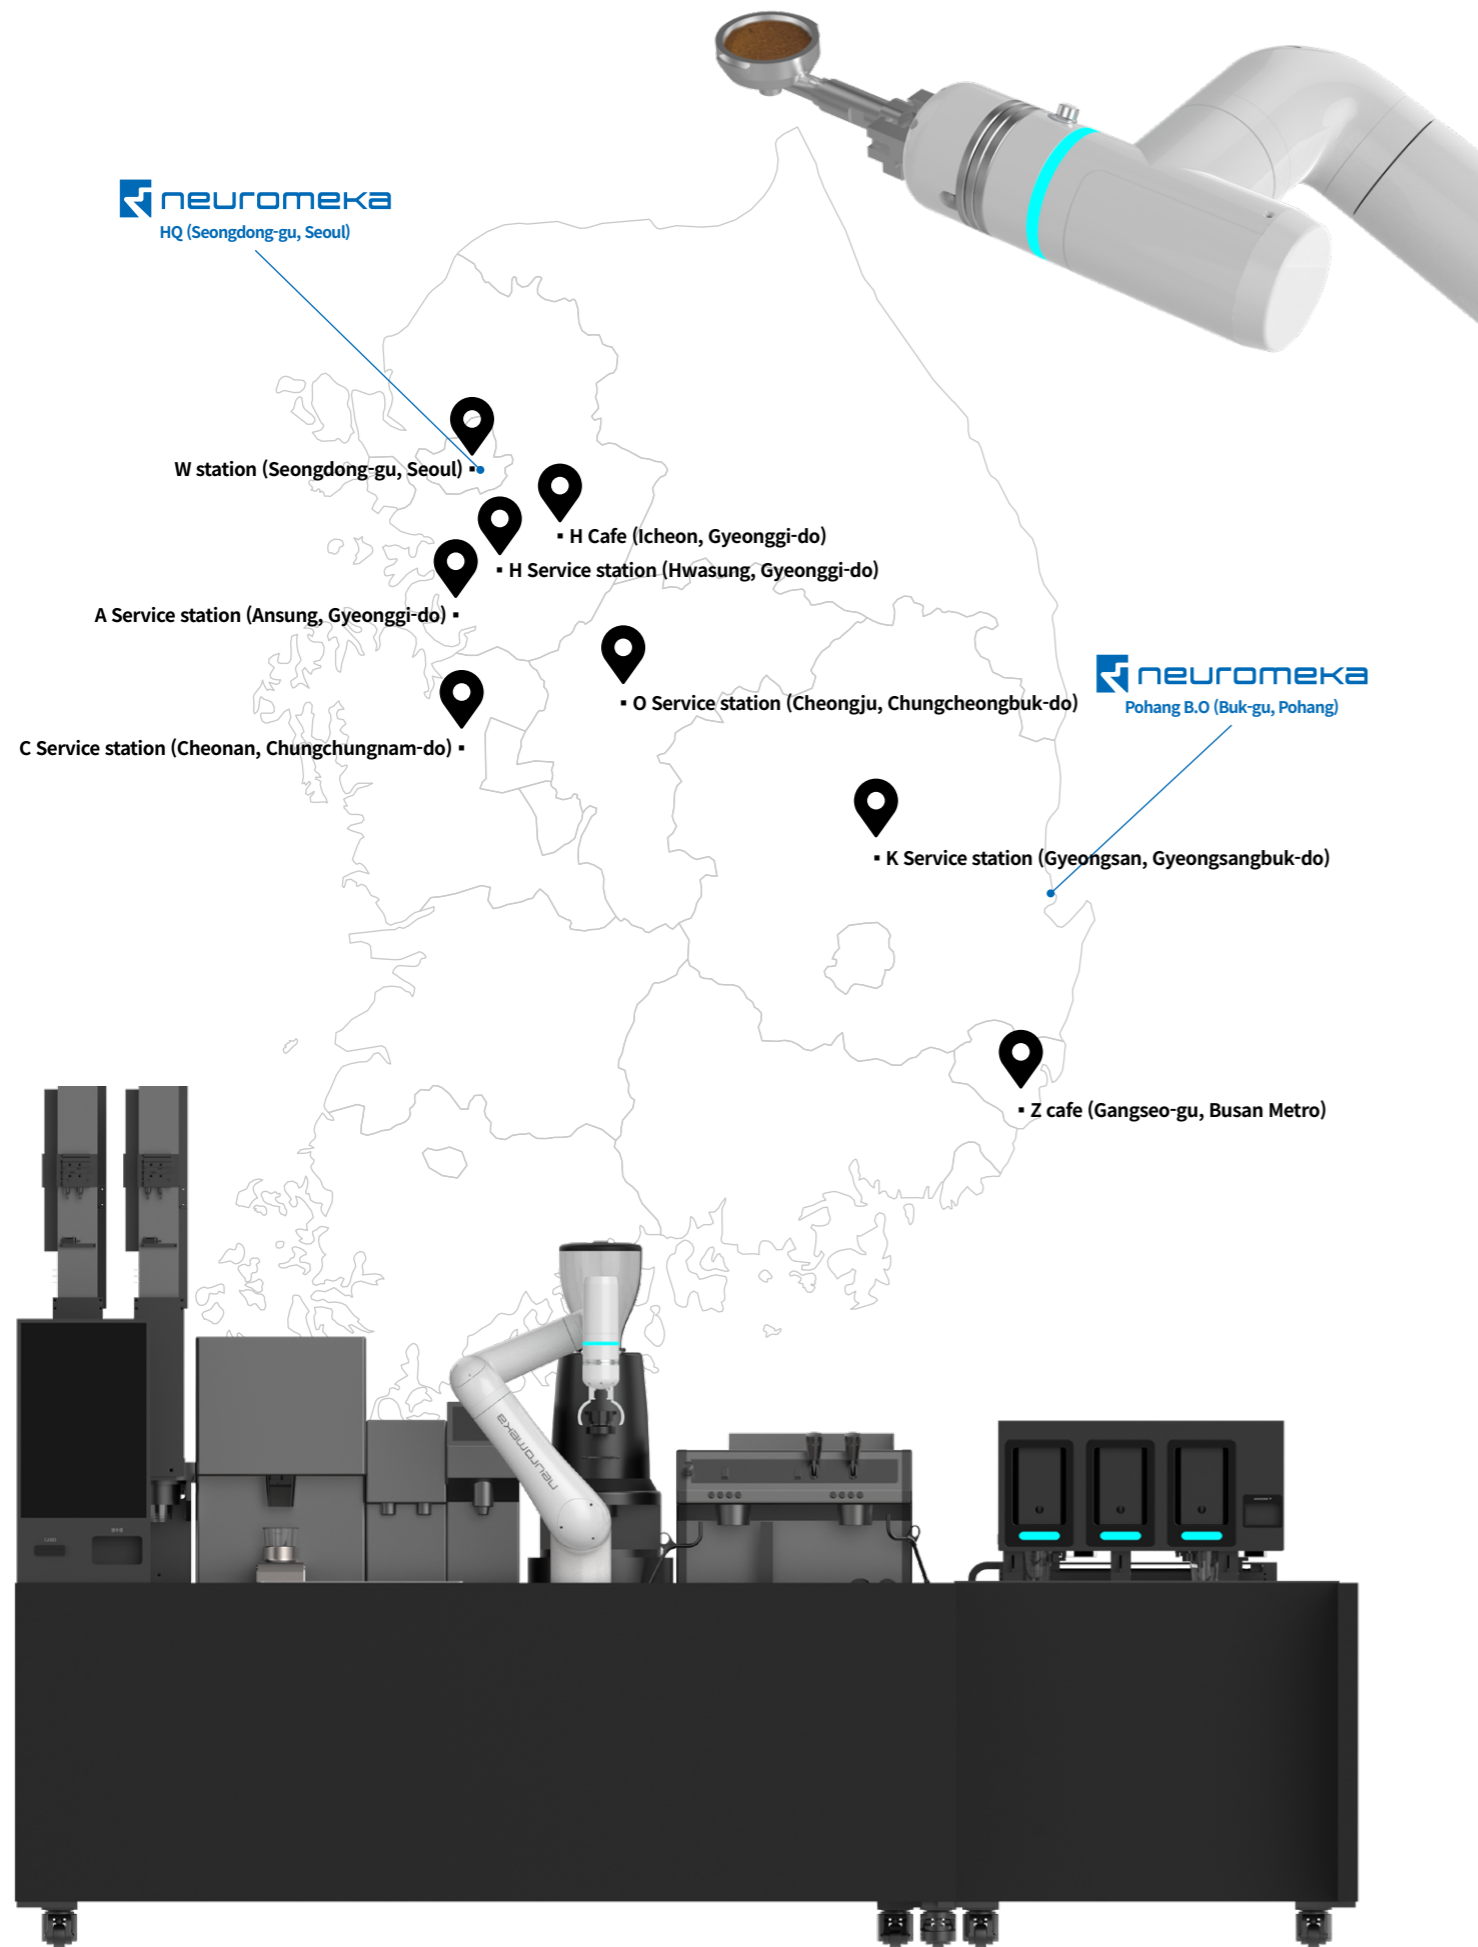 neuromeka
HQ (Seongdong-gu, Seoul)
W station (Seongdong-gu, Seoul)
H Cafe (Icheon, Gyeonggi-do)
H Service station (Hwasung, Gyeonggi-do)
A Service station (Ansung, Gyeonggi-do)
neuromeka
Pohang B.O (Buk-gu, Pohang)
O Service station (Cheongju, Chungcheongbuk-do)
C Service station (Cheonan, Chungchungnam-do)
K Service station (Gyeongsan, Gyeongsangbuk-do)
Z cafe (Gangseo-gu, Busan Metro)
neuromeka